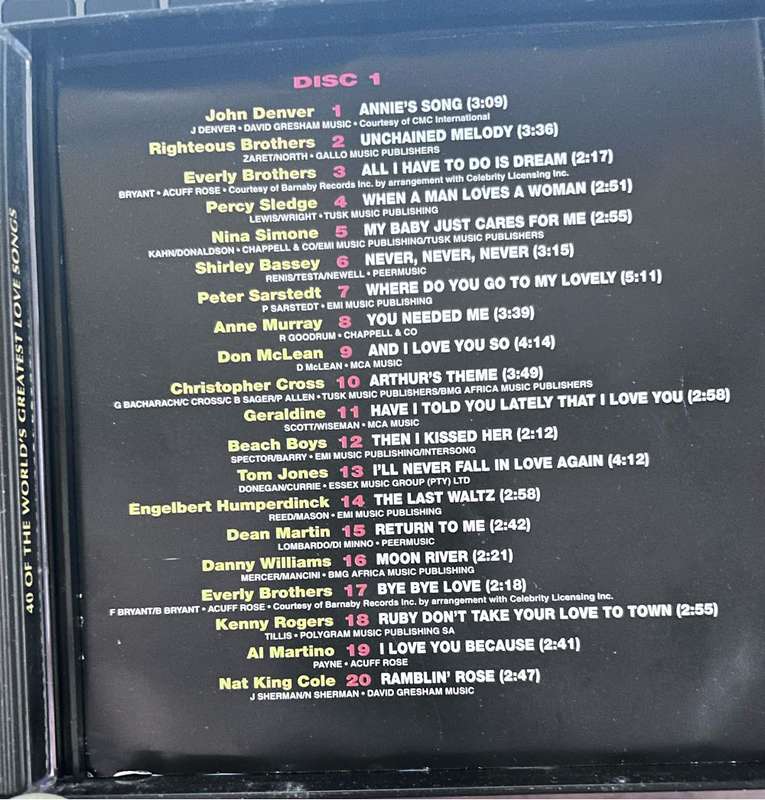 40 OF THE WORLD'S GREATEST LOVE SONGS
DISC 1
John Denver 1 ANNIE'S SONG (3:09)
J DENVER • DAVID GRESHAM MUSIC • Courtesy of CMC International
Righteous Brothers 2 UNCHAINED MELODY (3:36)
ZARET/NORTH • GALLO MUSIC PUBLISHERS
Everly Brothers 3 ALL I HAVE TO DO IS DREAM (2:17)
BRYANT • ACUFF ROSE • Courtesy of Barnaby Records Inc. by arrangement with Celebrity Licensing Inc.
Percy Sledge 4 WHEN A MAN LOVES A WOMAN (2:51)
LEWIS/WRIGHT • TUSK MUSIC PUBLISHING
Nina Simone 5 MY BABY JUST CARES FOR ME (2:55)
KAHN/DONALDSON • CHAPPELL & CO/EMI MUSIC PUBLISHING/TUSK MUSIC PUBLISHERS
Shirley Bassey 6 NEVER, NEVER, NEVER (3:15)
RENIS/TESTA/NEWELL • PEERMUSIC
Peter Sarstedt 7 WHERE DO YOU GO TO MY LOVELY (5:11)
P SARSTEDT • EMI MUSIC PUBLISHING
Anne Murray 8 YOU NEEDED ME (3:39)
R GOODRUM • CHAPPELL & CO
Don McLean 9 AND I LOVE YOU SO (4:14)
D McLEAN • MCA MUSIC
Christopher Cross 10 ARTHUR'S THEME (3:49)
G BACHARACH/C CROSS/C B SAGER/P ALLEN • TUSK MUSIC PUBLISHERS/BMG AFRICA MUSIC PUBLISHERS
Geraldine 11 HAVE I TOLD YOU LATELY THAT I LOVE YOU (2:58)
SCOTT/WISEMAN • MCA MUSIC
Beach Boys 12 THEN I KISSED HER (2:12)
SPECTOR/BARRY • EMI MUSIC PUBLISHING/INTERSONG
Tom Jones 13 I'LL NEVER FALL IN LOVE AGAIN (4:12)
DONEGAN/CURRIE • ESSEX MUSIC GROUP (PTY) LTD
Engelbert Humperdinck 14 THE LAST WALTZ (2:58)
REED/MASON • EMI MUSIC PUBLISHING
Dean Martin 15 RETURN TO ME (2:42)
LOMBARDO/DI MINNO • PEERMUSIC
Danny Williams 16 MOON RIVER (2:21)
MERCER/MANCINI • BMG AFRICA MUSIC PUBLISHING
Everly Brothers 17 BYE BYE LOVE (2:18)
F BRYANT/B BRYANT • ACUFF ROSE • Courtesy of Barnaby Records Inc. by arrangement with Celebrity Licensing Inc.
Kenny Rogers 18 RUBY DON'T TAKE YOUR LOVE TO TOWN (2:55)
TILLIS • POLYGRAM MUSIC PUBLISHING SA
Al Martino 19 I LOVE YOU BECAUSE (2:41)
PAYNE • ACUFF ROSE
Nat King Cole 20 RAMBLIN' ROSE (2:47)
J SHERMAN/N SHERMAN • DAVID GRESHAM MUSIC